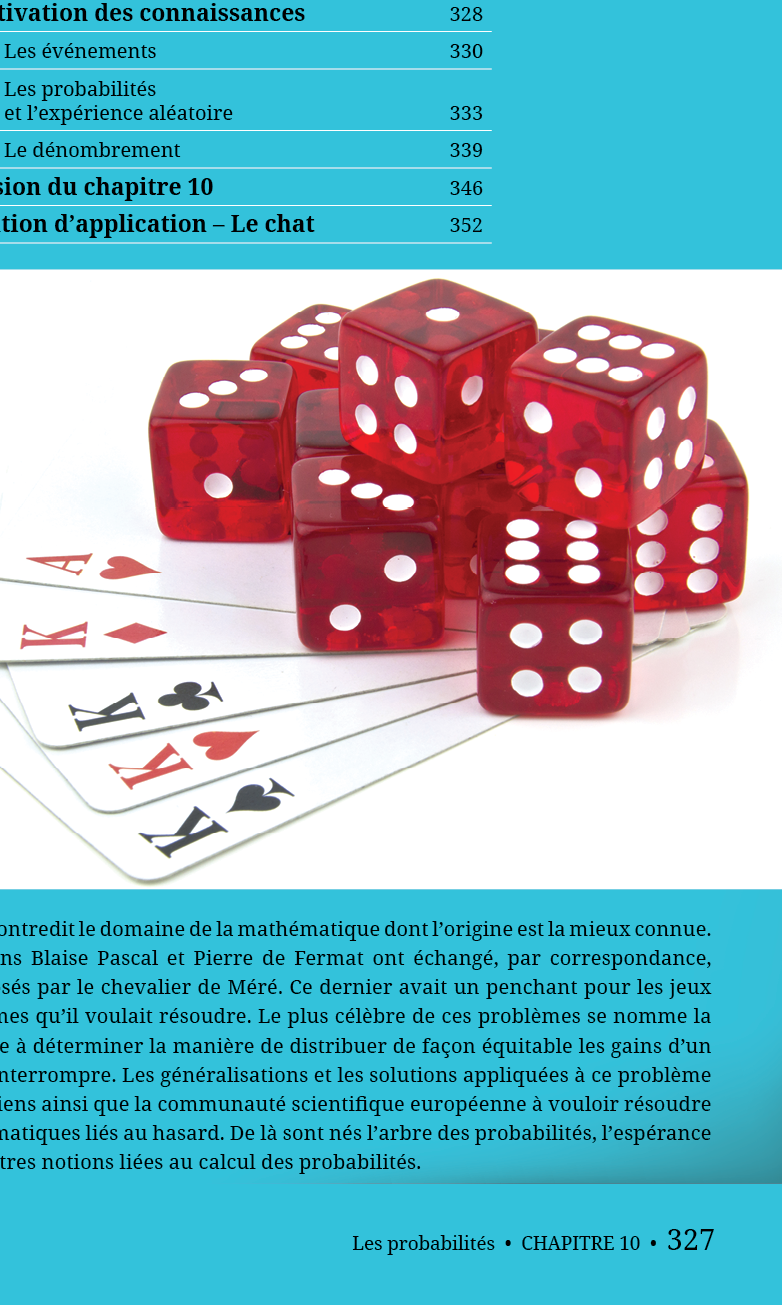 tivation des connaissances 328
Les événements 330
Les probabilités
et l’expérience aléatoire 333
Le dénombrement 339
sion du chapitre 10 346
tion d’application – Le chat 352
A
K
K
K
K
ontredit le domaine de la mathématique dont l’origine est la mieux connue.
ns Blaise Pascal et Pierre de Fermat ont échangé, par correspondance,
sés par le chevalier de Méré. Ce dernier avait un penchant pour les jeux
mes qu’il voulait résoudre. Le plus célèbre de ces problèmes se nomme la
e à déterminer la manière de distribuer de façon équitable les gains d’un
nterrompre. Les généralisations et les solutions appliquées à ce problème
iens ainsi que la communauté scientifique européenne à vouloir résoudre
matiques liés au hasard. De là sont nés l’arbre des probabilités, l’espérance
tres notions liées au calcul des probabilités.
Les probabilités • CHAPITRE 10 • 327